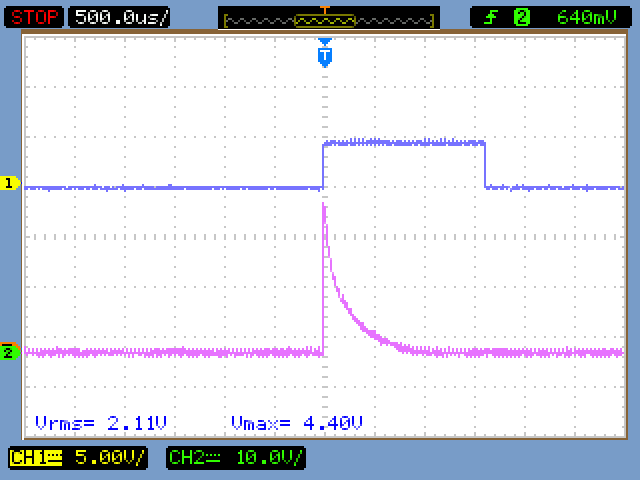 STOP 500.0us/ T 2 640mV
T
1
2
Vrms= 2.11V Vmax= 4.40V
CH1 5.00V/ CH2 10.0V/